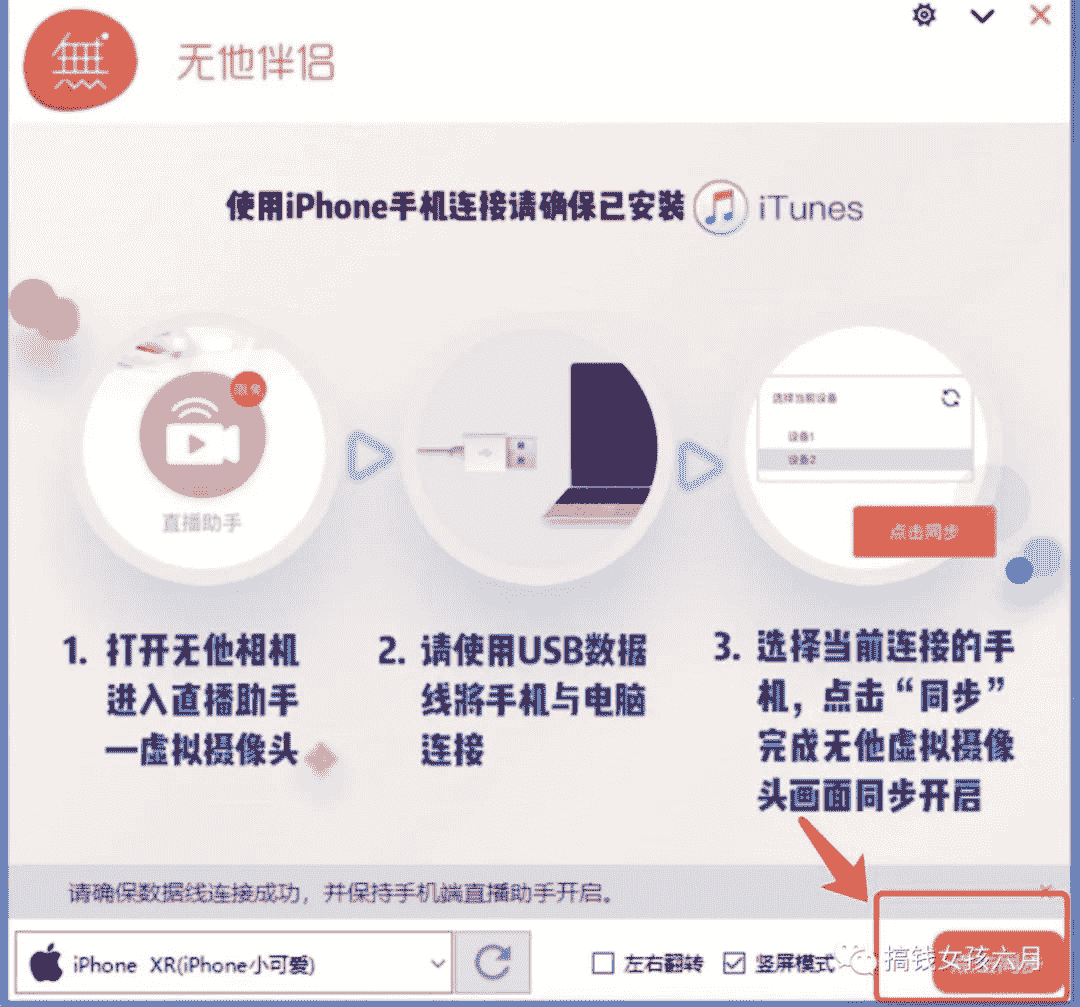 無
无他伴侣
使用iPhone手机连接请确保已安装 iTunes
直播助手
选择当前设备
设备1
设备2
点击同步
1. 打开无他相机
进入直播助手
—虚拟摄像头
2. 请使用USB数据
线將手机与电脑
连接
3. 选择当前连接的手
机，点击“同步”
完成无他虚拟摄像
头画面同步开启
请确保数据线连接成功，并保持手机端直播助手开启。
iPhone XR(iPhone小可爱)
左右翻转
竖屏模式
搞钱女孩六月